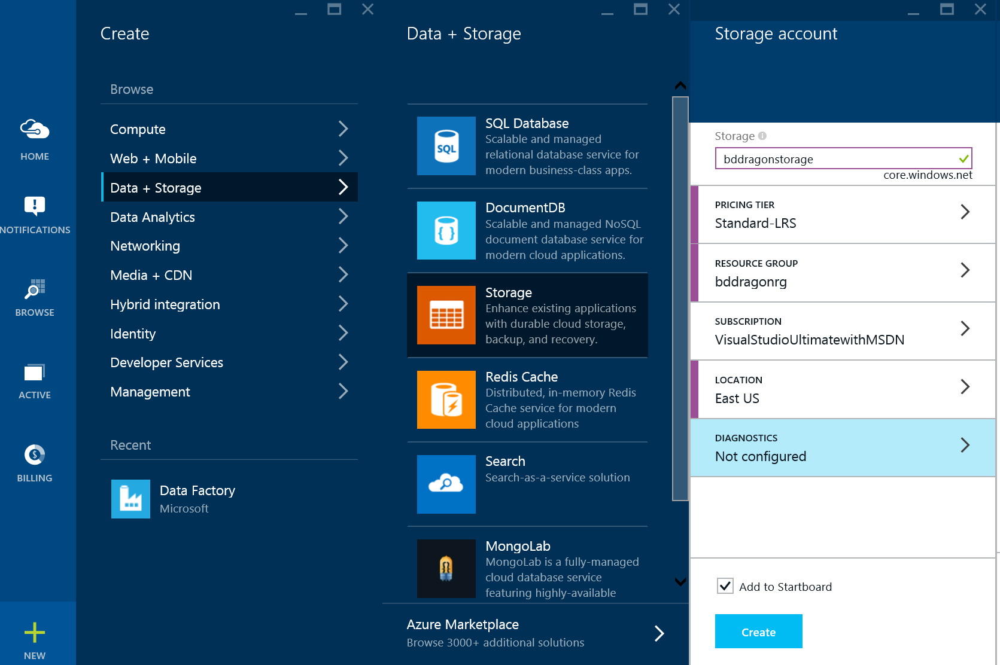 HOME
NOTIFICATIONS
BROWSE
ACTIVE
BILLING
NEW
Create
Browse
Compute
Web + Mobile
Data + Storage
Data Analytics
Networking
Media + CDN
Hybrid integration
Identity
Developer Services
Management
Recent
Data Factory
Microsoft
Data + Storage
SQL
SQL Database
Scalable and managed
relational database service for
modern business-class apps.
DocumentDB
Scalable and managed NoSQL
document database service for
modern cloud applications.
Storage
Enhance existing applications
with durable cloud storage,
backup, and recovery.
Redis Cache
Distributed, in-memory Redis
Cache service for modern
cloud applications
Search
Search-as-a-service solution
MongoLab
MongoLab is a fully-managed
cloud database service
featuring highly-available
Azure Marketplace
Browse 3000+ additional solutions
Storage account
Storage
bddragonstorage
core.windows.net
PRICING TIER
Standard-LRS
RESOURCE GROUP
bddragonrg
SUBSCRIPTION
VisualStudioUltimatewithMSDN
LOCATION
East US
DIAGNOSTICS
Not configured
Add to Startboard
Create